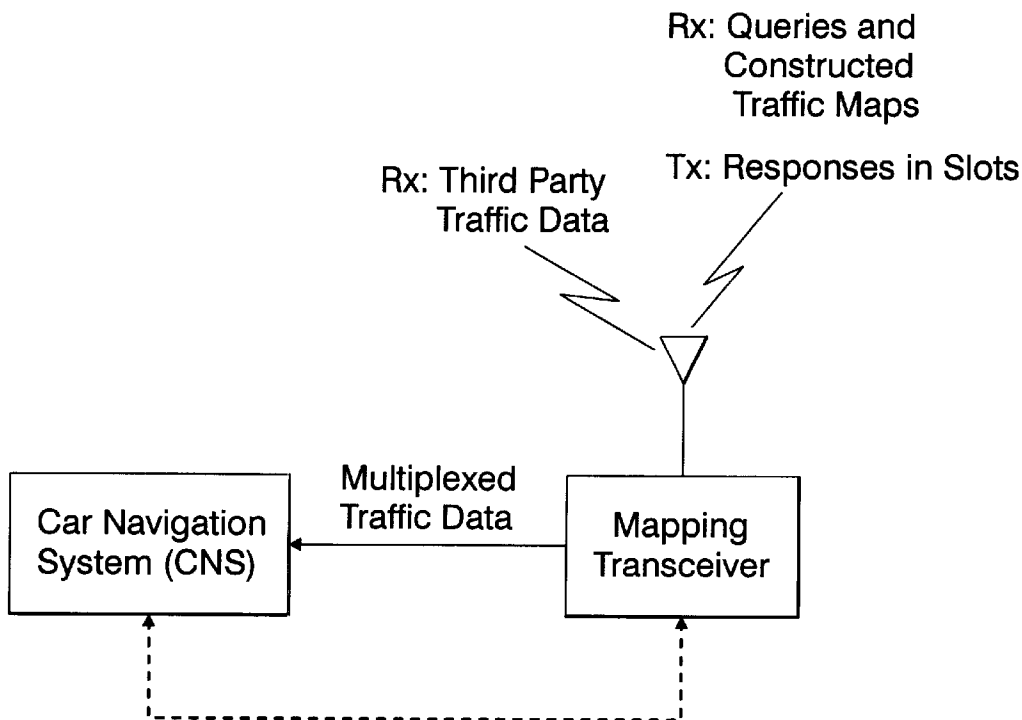 Rx: Queries and
Constructed
Traffic Maps
Tx: Responses in Slots
Rx: Third Party
Traffic Data
Multiplexed
Traffic Data
Car Navigation
System (CNS)
Mapping
Transceiver